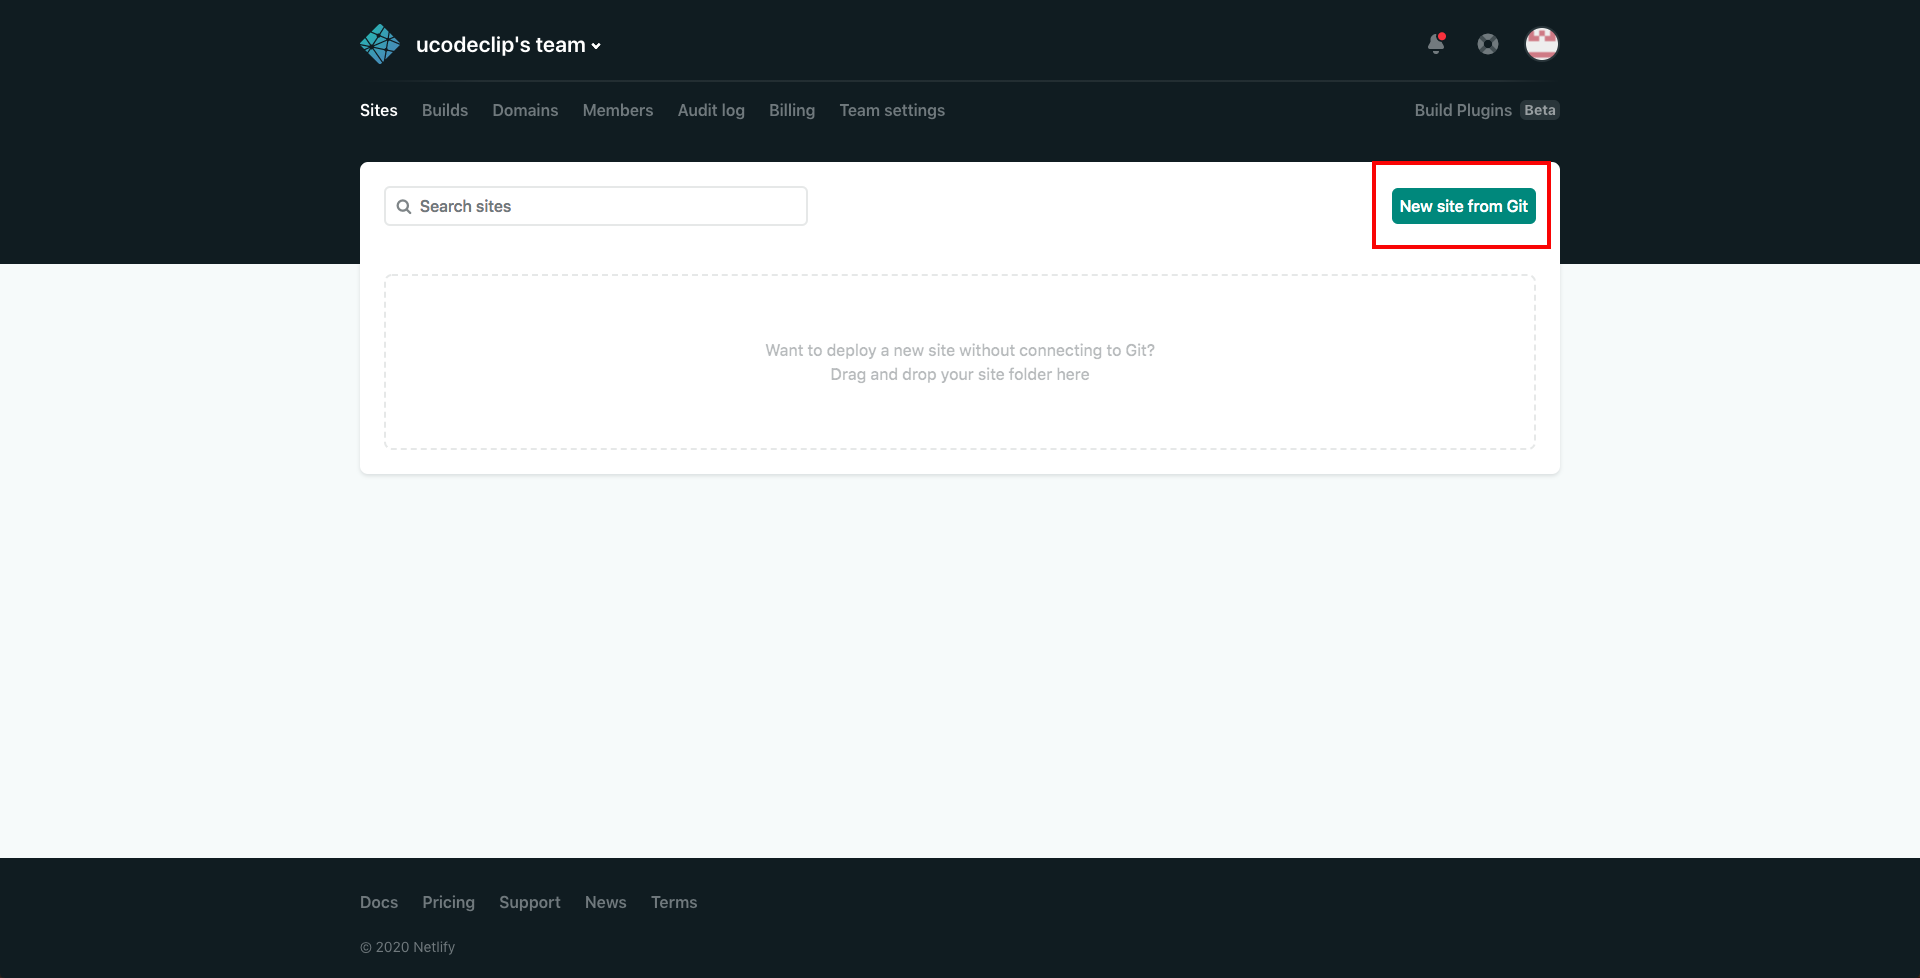 ucodeclip's team
Sites Builds Domains Members Audit log Billing Team settings Build Plugins Beta
Search sites New site from Git
Want to deploy a new site without connecting to Git?
Drag and drop your site folder here
Docs Pricing Support News Terms
© 2020 Netlify